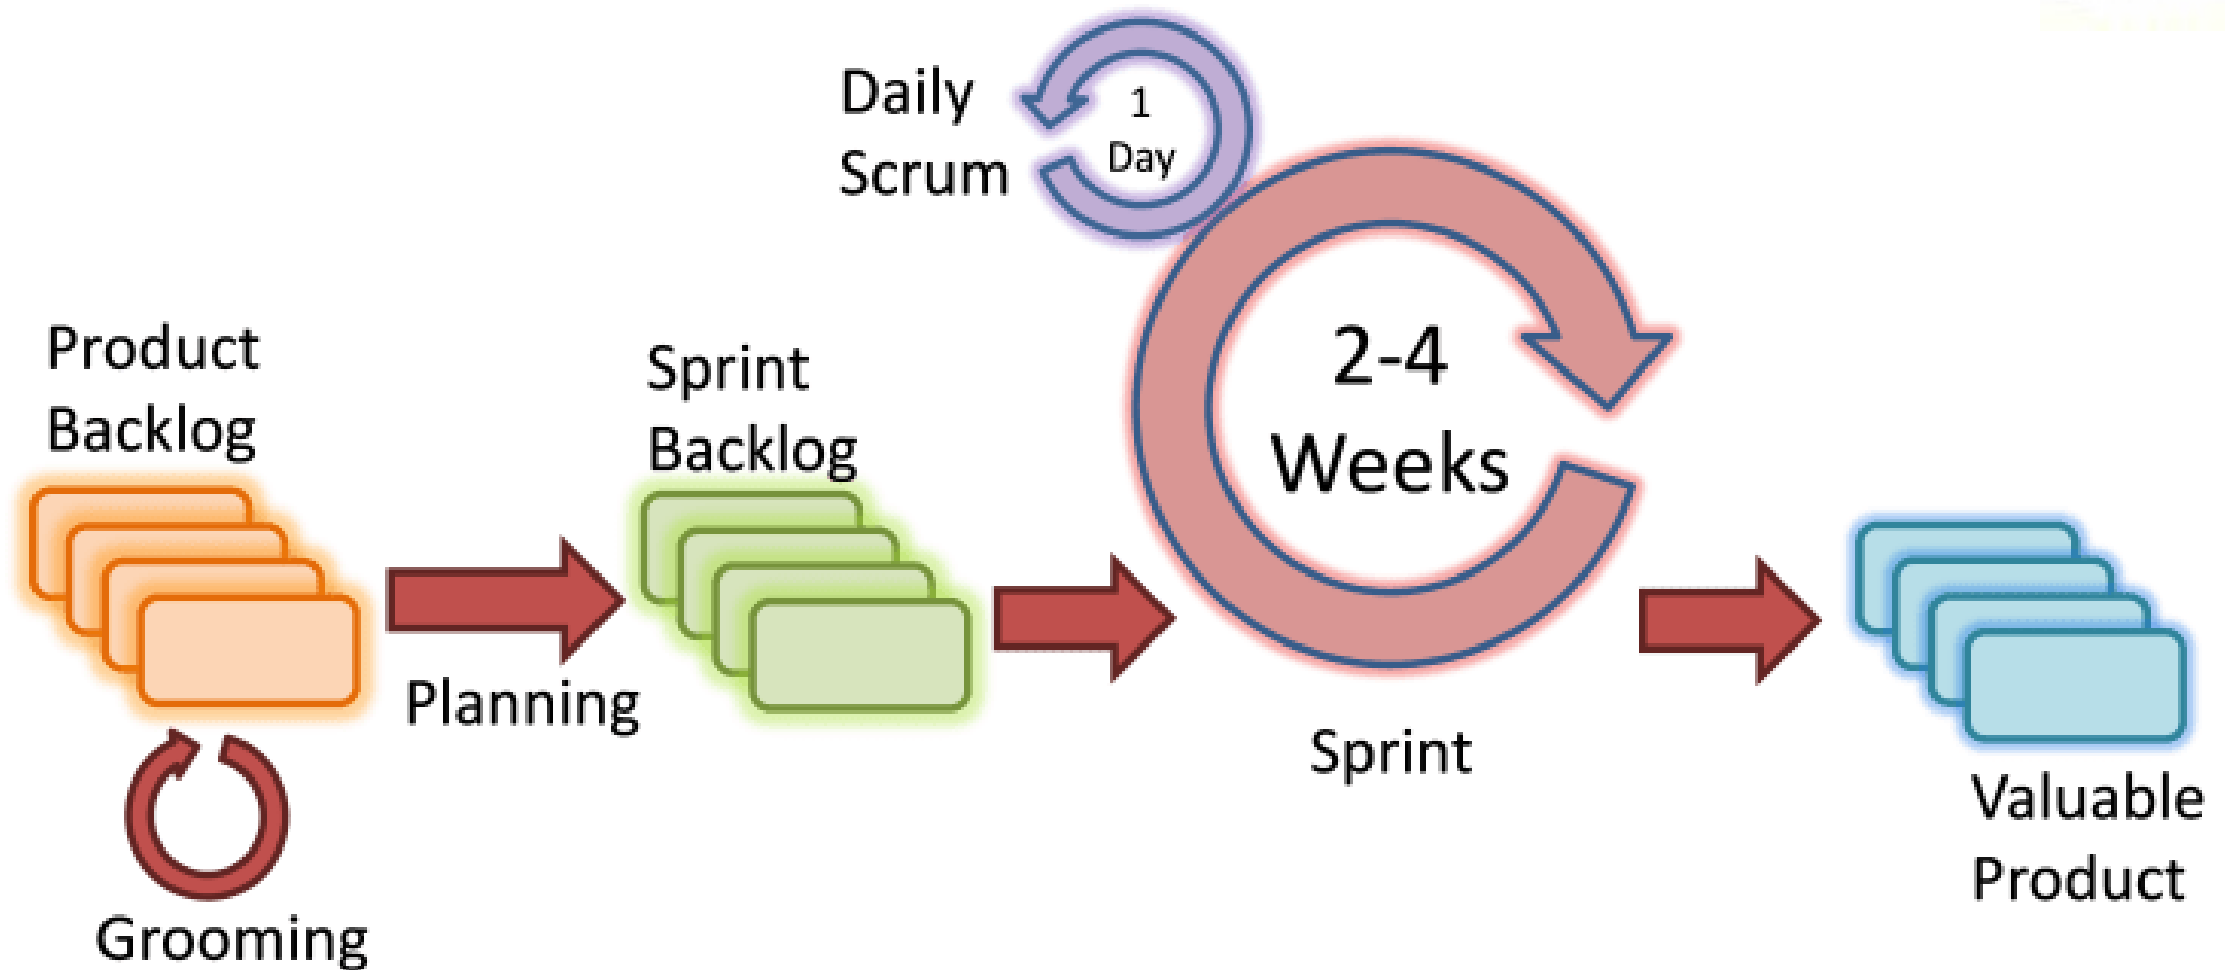 Daily
Scrum
1
Day
Product
Backlog
Sprint
Backlog
2-4
Weeks
Planning
Sprint
Valuable
Product
Grooming